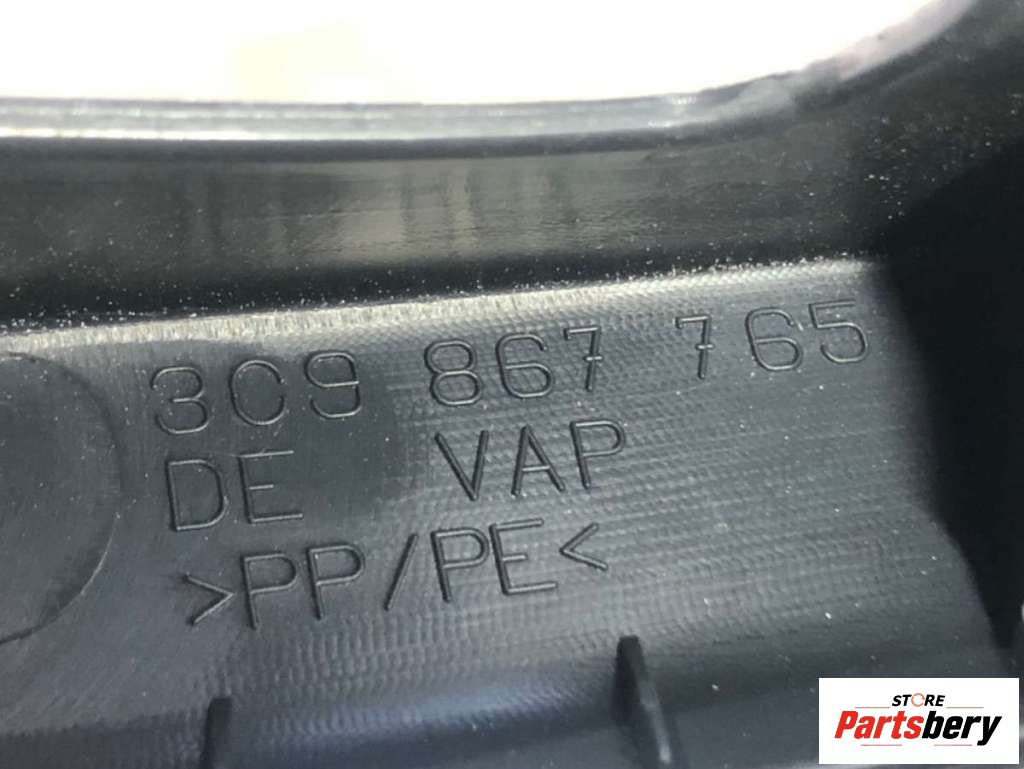 3C9 867 765
DE VAP
>PP/PE<
STORE
Partsbery